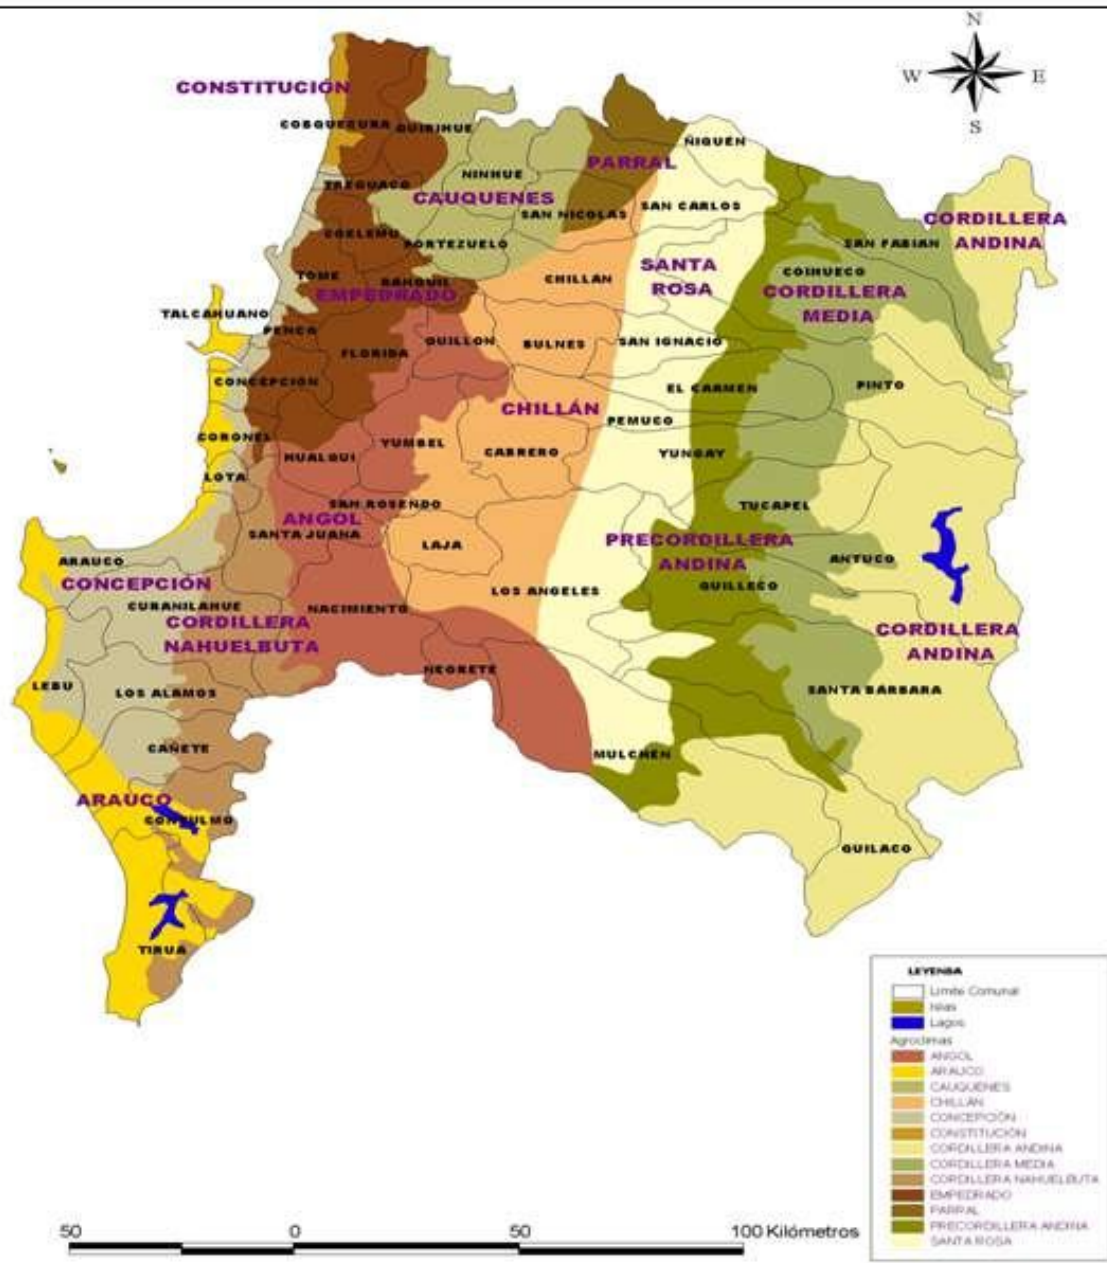 N
W
E
S
CONSTITUCIÓN
COBQUECURA
QUIRIHUE
ÑIQUÉN
PARRAL
NINHUE
TREGUACO
CAUQUENES
SAN NICOLAS
SAN CARLOS
CORDILLERA
ANDINA
COELEMU
PORTEZUELO
SAN FABIAN
SANTA
ROSA
TOME
RANQUIL
CHILLAN
COIHUECO
EMPEDRADO
CORDILLERA
MEDIA
TALCAHUANO
PENCO
FLORIDA
QUILLON
BULNES
SAN IGNACIO
CONCEPCIÓN
EL CARMEN
PINTO
CHILLÁN
PEMUCO
CORONEL
HUALQUI
YUMBEL
CABRERO
YUNGAY
LOTA
SAN ROSENDO
TUCAPEL
ANGOL
SANTA JUANA
LAJA
PRECORDILLERA
ANDINA
ARAUCO
ANTUCO
CONCEPCIÓN
LOS ANGELES
QUILLECO
CURANILAHUE
NACIMIENTO
CORDILLERA
NAHUELBUTA
CORDILLERA
ANDINA
NEGRETE
LEBU
LOS ALAMOS
SANTA BÁRBARA
CAÑETE
MULCHEN
ARAUCO
CONTULMO
QUILACO
TIRUA
LEYENDA
Limite Comunal
Islas
Lagos
Agroclimas
ANGOL
ARAUCO
CAUQUENES
CHILLÁN
CONCEPCIÓN
CONSTITUCIÓN
CORDILLERA ANDINA
CORDILLERA MEDIA
CORDILLERA NAHUELBUTA
EMPEDRADO
PARRAL
PRECORDILLERA ANDINA
SANTA ROSA
50 0 50 100 Kilómetros